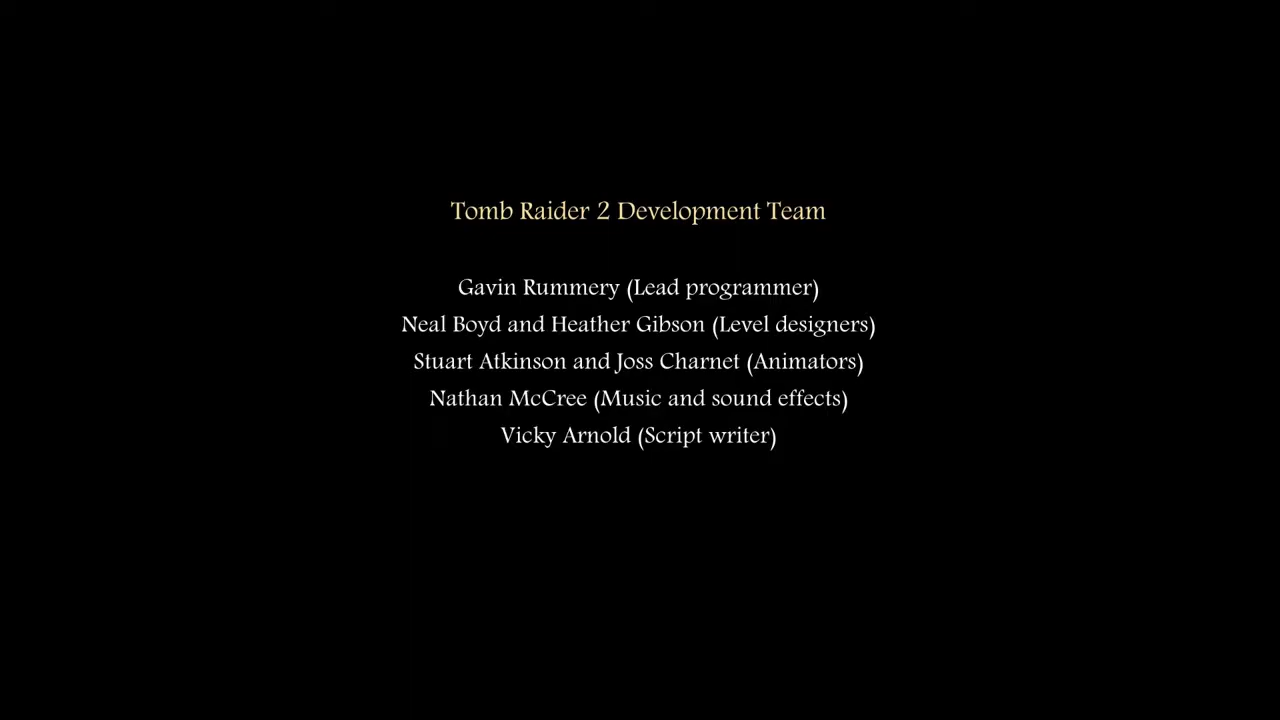 Tomb Raider 2 Development Team
Gavin Rummery (Lead programmer)
Neal Boyd and Heather Gibson (Level designers)
Stuart Atkinson and Joss Charnet (Animators)
Nathan McCree (Music and sound effects)
Vicky Arnold (Script writer)